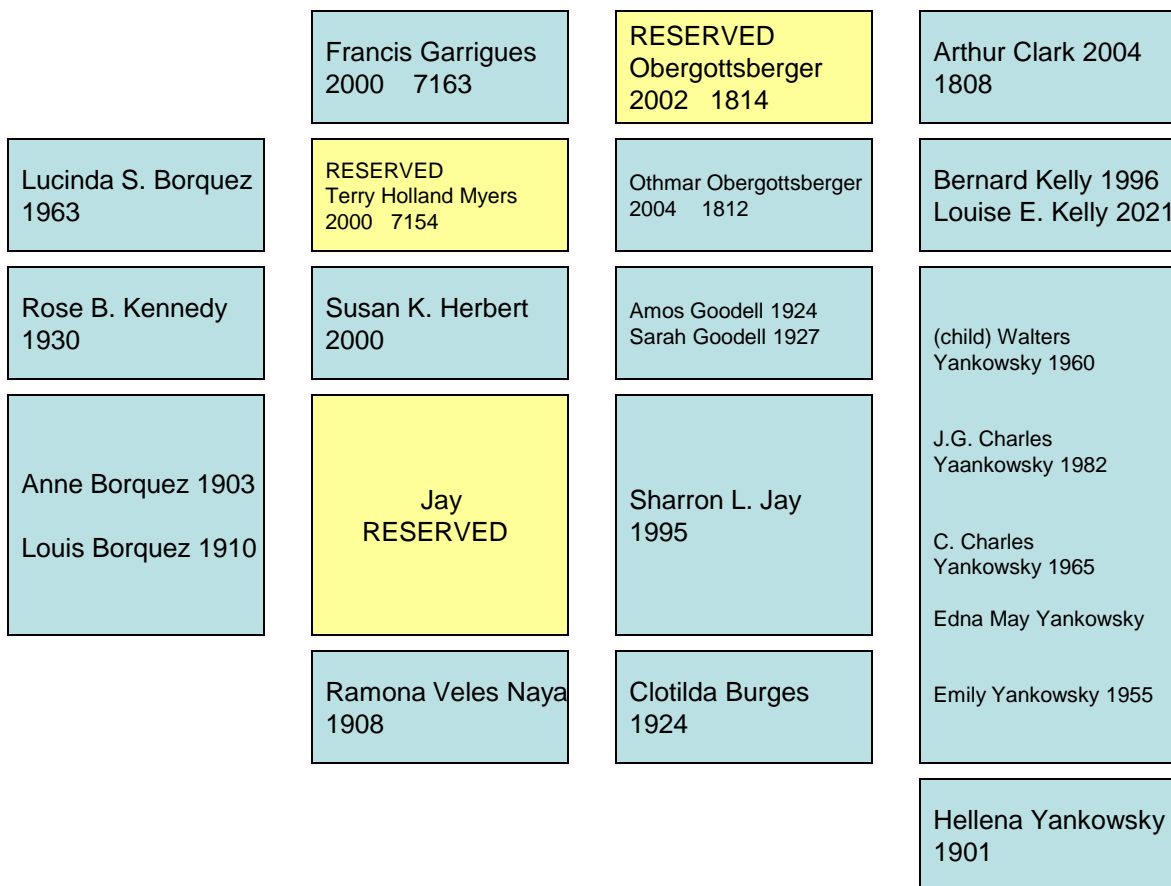 Francis Garrigues
2000 7163
RESERVED
Obergottsberger
2002 1814
Arthur Clark 2004
1808
Lucinda S. Borquez
1963
RESERVED
Terry Holland Myers
2000 7154
Othmar Obergottsberger
2004 1812
Bernard Kelly 1996
Louise E. Kelly 2021
Rose B. Kennedy
1930
Susan K. Herbert
2000
Amos Goodell 1924
Sarah Goodell 1927
(child) Walters
Yankowsky 1960
J.G. Charles
Yaankowsky 1982
C. Charles
Yankowsky 1965
Edna May Yankowsky
Emily Yankowsky 1955
Anne Borquez 1903
Louis Borquez 1910
Jay
RESERVED
Sharron L. Jay
1995
Ramona Veles Naya
1908
Clotilda Burges
1924
Hellena Yankowsky
1901